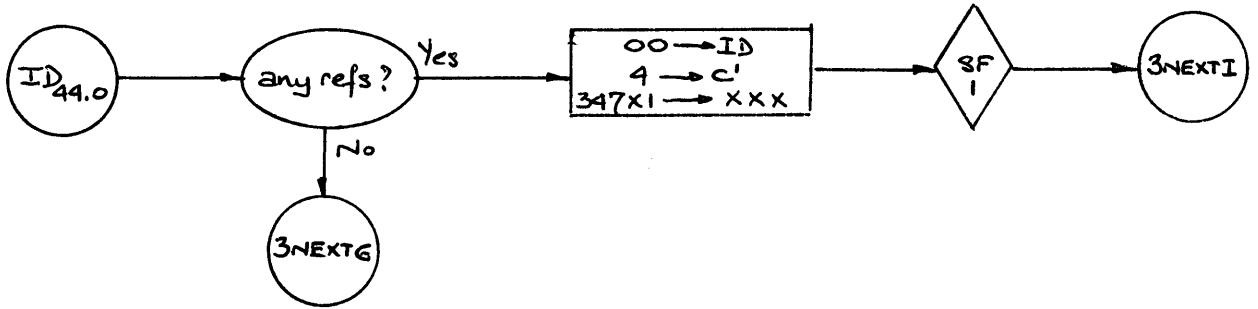 ID44.0
any refs?
Yes
00→ID
4→C'
347X1→XXX
SF
1
3NEXTI
No
3NEXTG